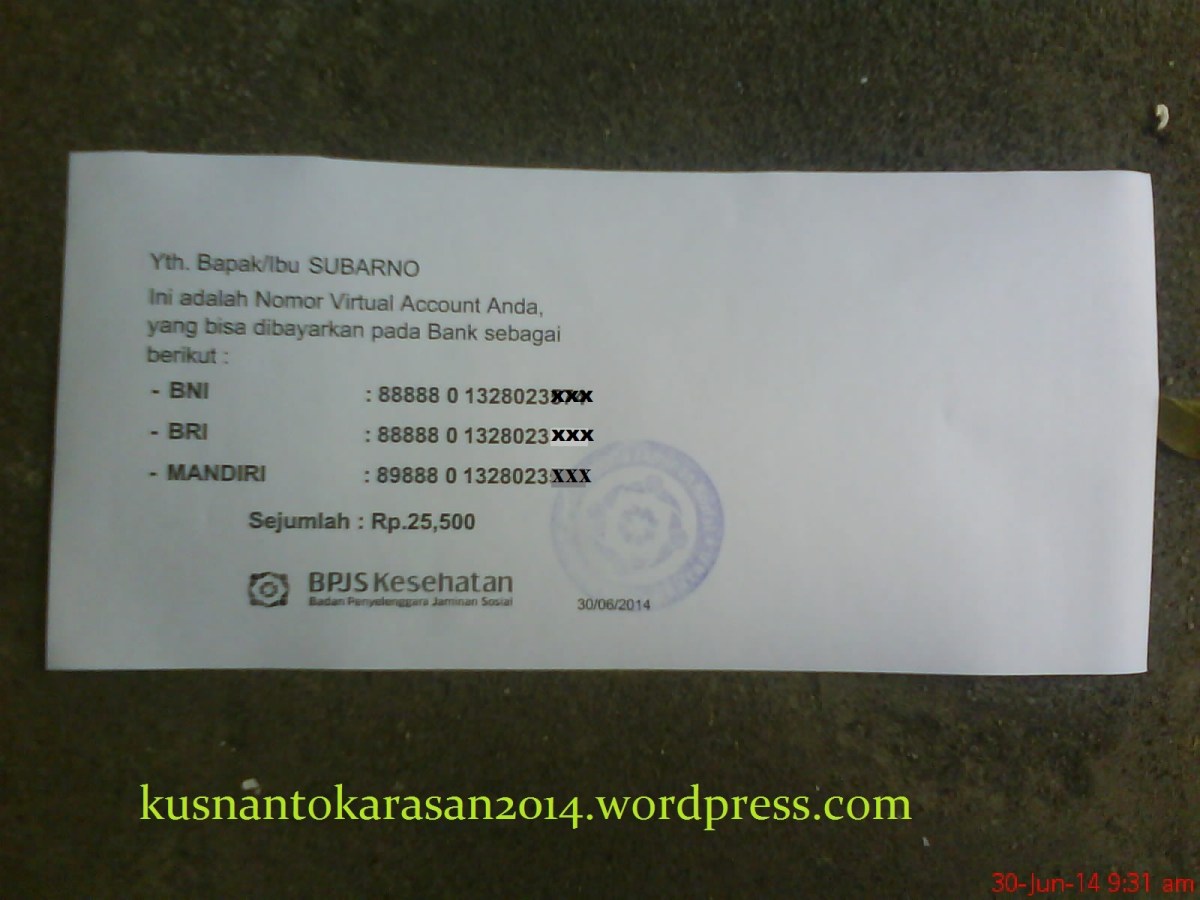 Yth. Bapak/Ibu SUBARNO
Ini adalah Nomor Virtual Account Anda,
yang bisa dibayarkan pada Bank sebagai
berikut :
- BNI : 88888 0 1328023xxx
- BRI : 88888 0 1328023xxx
- MANDIRI : 89888 0 1328023xxx
Sejumlah : Rp.25,500
BPJS Kesehatan
Badan Penyelenggara Jaminan Sosial
30/06/2014
kusnantokarasan2014.wordpress.com
30-Jun-14 9:31 am